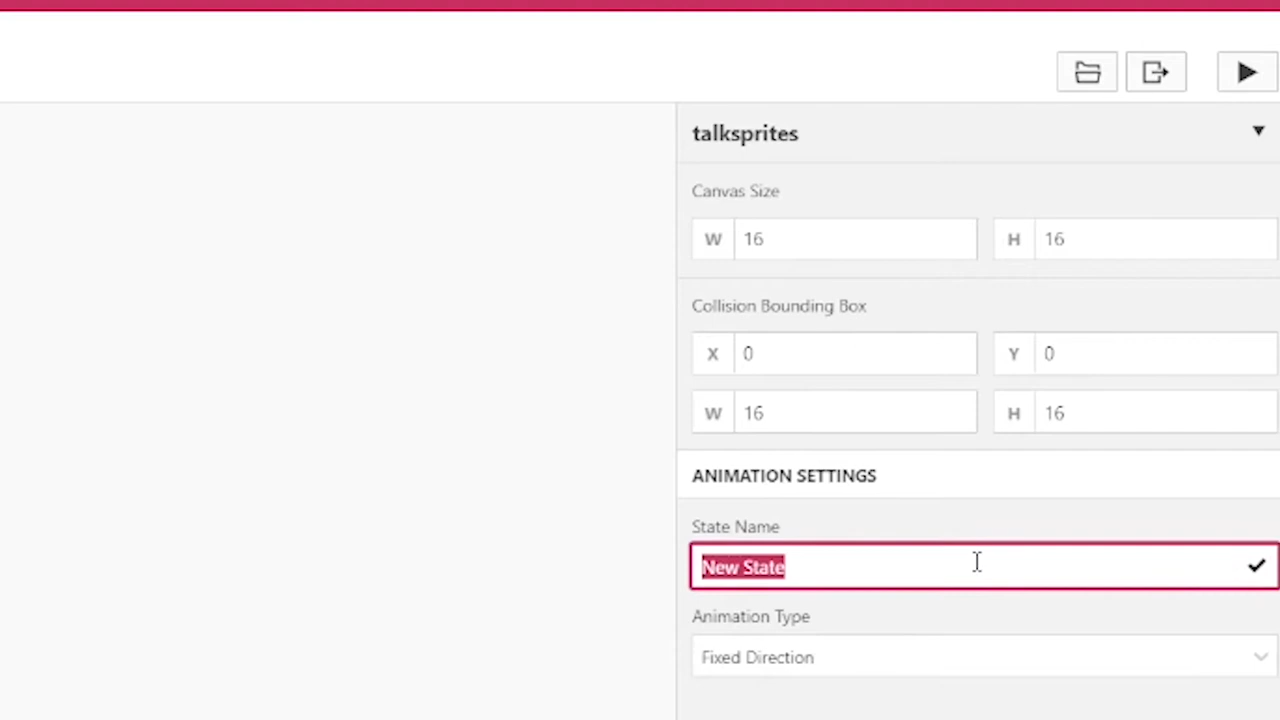 talksprites
Canvas Size
W 16 H 16
Collision Bounding Box
X 0 Y 0
W 16 H 16
ANIMATION SETTINGS
State Name
New State
Animation Type
Fixed Direction